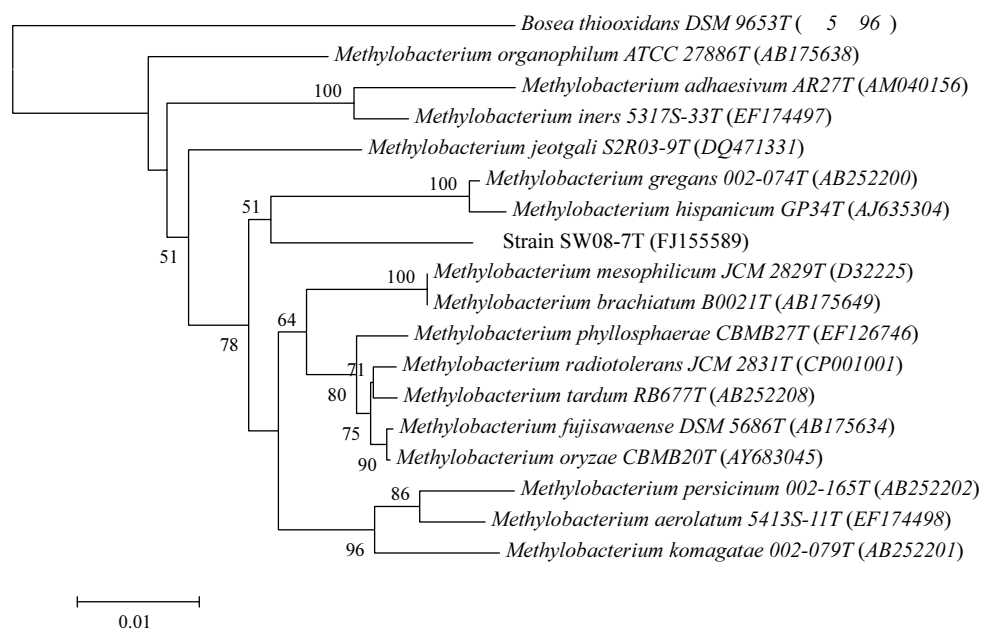 Bosea thiooxidans DSM 9653T ( 5 96 )
Methylobacterium organophilum ATCC 27886T (AB175638)
100
Methylobacterium adhaesivum AR27T (AM040156)
Methylobacterium iners 5317S-33T (EF174497)
Methylobacterium jeotgali S2R03-9T (DQ471331)
100
Methylobacterium gregans 002-074T (AB252200)
51
Methylobacterium hispanicum GP34T (AJ635304)
Strain SW08-7T (FJ155589)
51
100
Methylobacterium mesophilicum JCM 2829T (D32225)
Methylobacterium brachiatum B0021T (AB175649)
64
Methylobacterium phyllosphaerae CBMB27T (EF126746)
78
71
Methylobacterium radiotolerans JCM 2831T (CP001001)
80
Methylobacterium tardum RB677T (AB252208)
75
Methylobacterium fujisawaense DSM 5686T (AB175634)
90
Methylobacterium oryzae CBMB20T (AY683045)
86
Methylobacterium persicinum 002-165T (AB252202)
Methylobacterium aerolatum 5413S-11T (EF174498)
96
Methylobacterium komagatae 002-079T (AB252201)
0.01